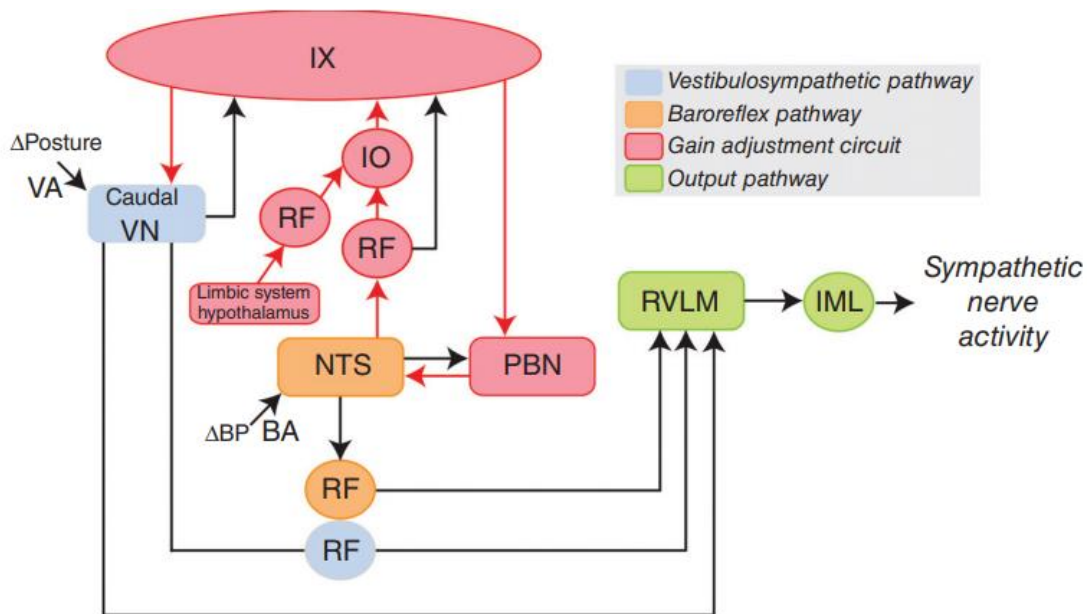 IX
Vestibulosympathetic pathway
Baroreflex pathway
Gain adjustment circuit
Output pathway
ΔPosture
VA
Caudal
VN
IO
RF
RF
Limbic system
hypothalamus
RVLM
IML
Sympathetic
nerve
activity
NTS
PBN
ΔBP BA
RF
RF